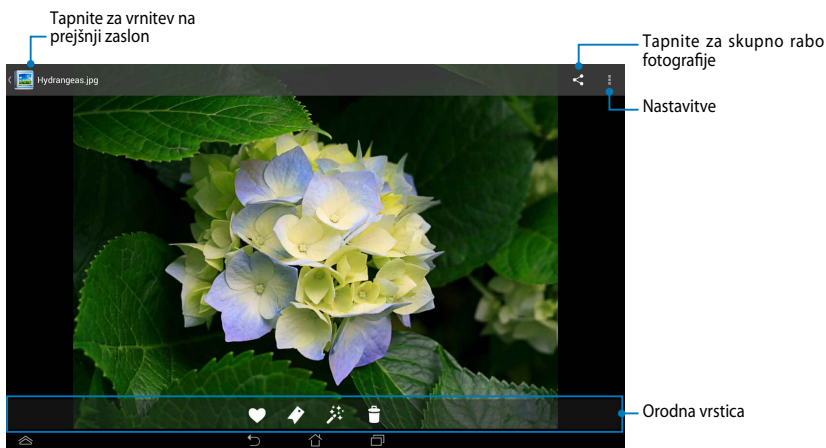 Tapnite za vrnitev na
prejšnji zaslon
Tapnite za skupno rabo
fotografije
Hydrangeas.jpg
Nastavitve
Orodna vrstica